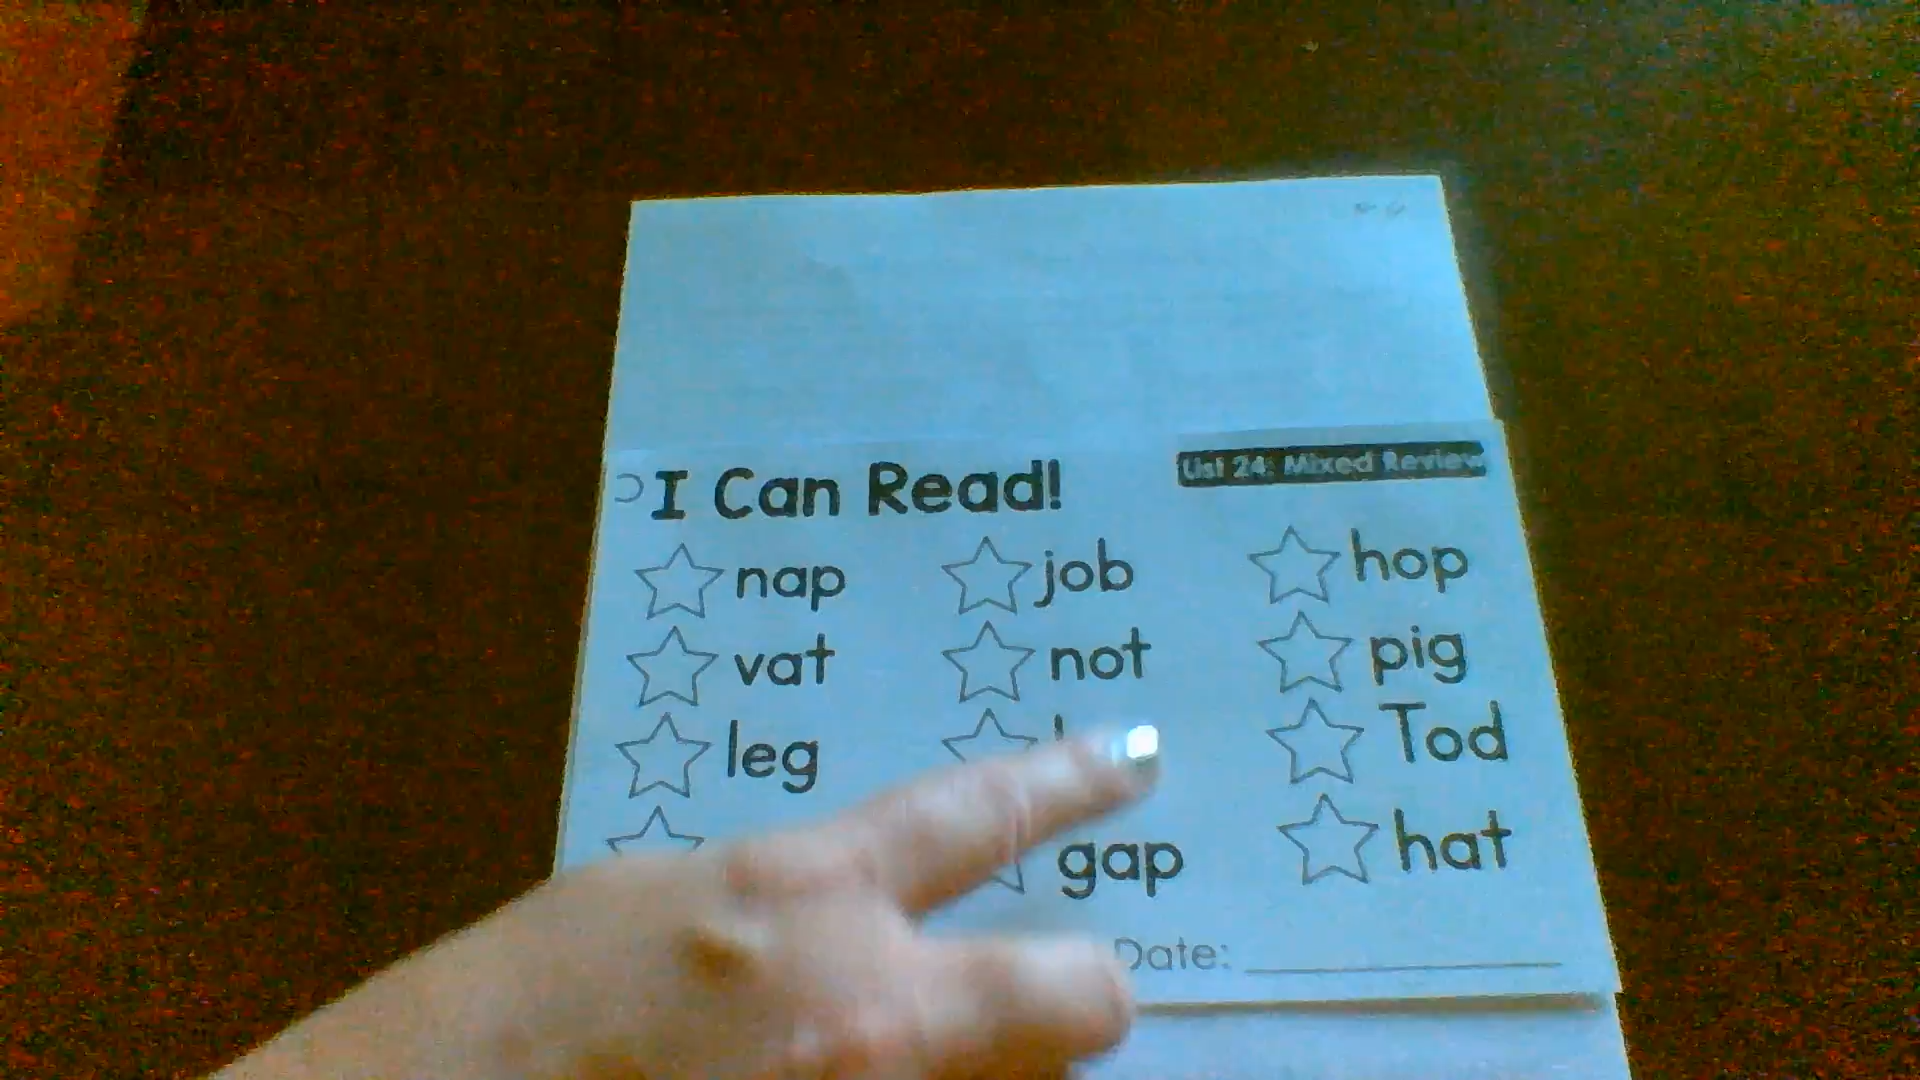 I Can Read!
List 24: Mixed Review
nap job hop
vat not pig
leg Tod
gap hat
Date: